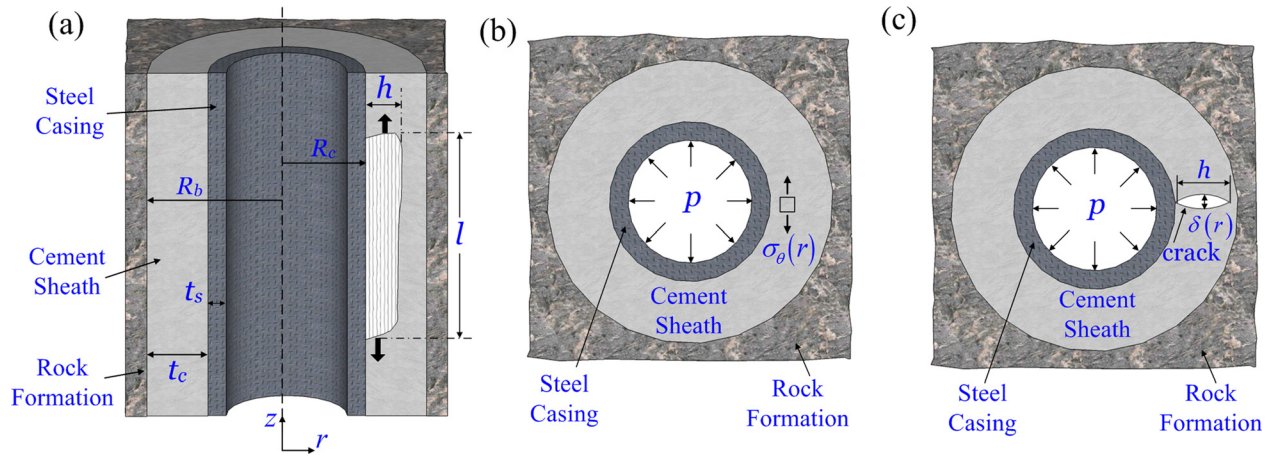 (a)
Steel
Casing
h
R_c
R_b
l
Cement
Sheath
t_s
t_c
Rock
Formation
z
r
(b)
p
σ_θ(r)
Cement
Sheath
Steel
Casing
Rock
Formation
(c)
h
p
δ(r)
crack
Cement
Sheath
Steel
Casing
Rock
Formation